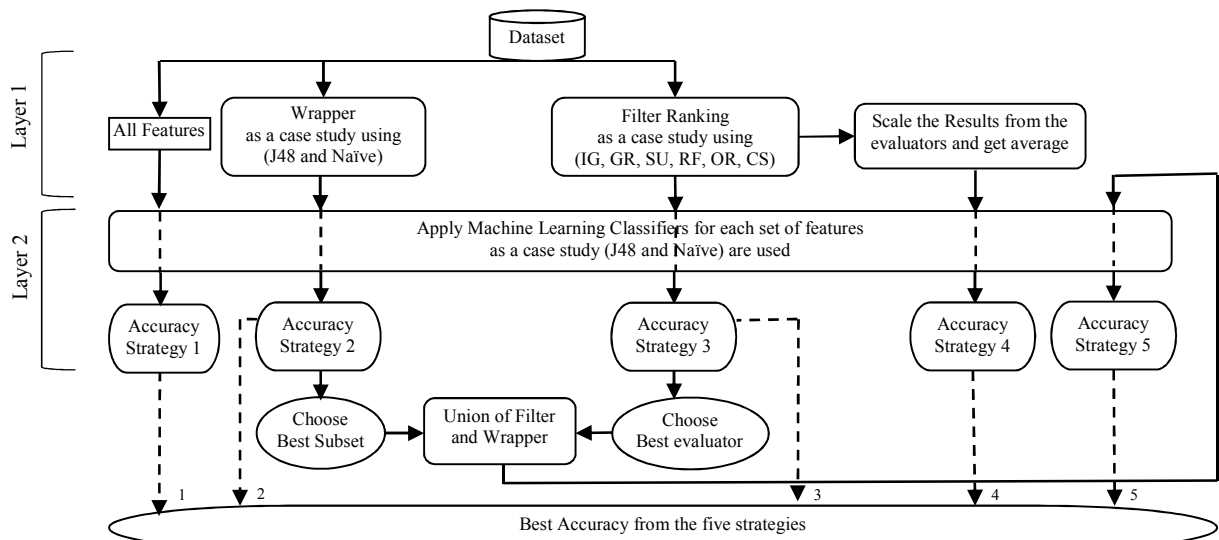 Dataset
Layer 1
All Features
Wrapper
as a case study using
(J48 and Naïve)
Filter Ranking
as a case study using
(IG, GR, SU, RF, OR, CS)
Scale the Results from the
evaluators and get average
Layer 2
Apply Machine Learning Classifiers for each set of features
as a case study (J48 and Naïve) are used
Accuracy
Strategy 1
Accuracy
Strategy 2
Accuracy
Strategy 3
Accuracy
Strategy 4
Accuracy
Strategy 5
Choose
Best Subset
Union of Filter
and Wrapper
Choose
Best evaluator
1
2
3
4
5
Best Accuracy from the five strategies